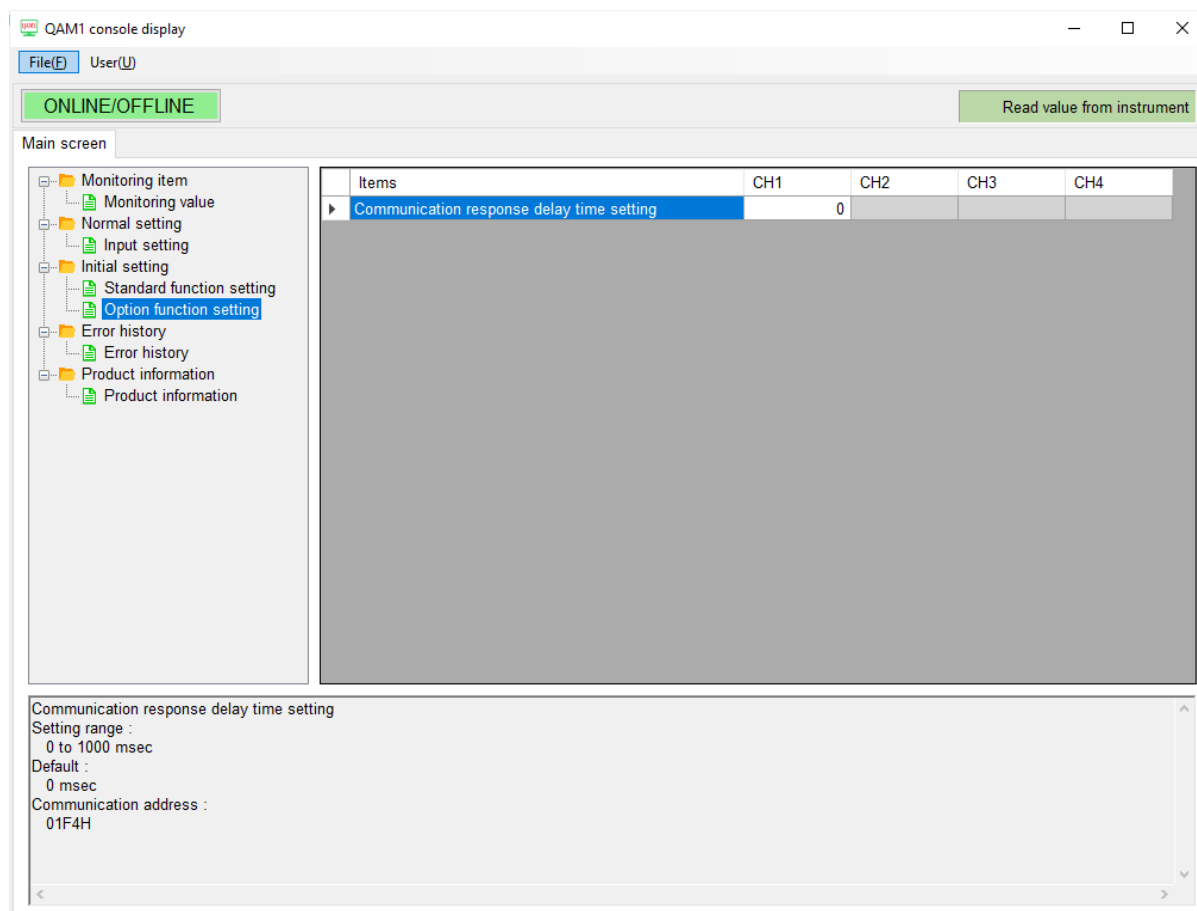 QAM1 console display
File(F) User(U)
ONLINE/OFFLINE
Read value from instrument
Main screen
Monitoring item
Monitoring value
Normal setting
Input setting
Initial setting
Standard function setting
Option function setting
Error history
Error history
Product information
Product information
Items CH1 CH2 CH3 CH4
Communication response delay time setting 0
Communication response delay time setting
Setting range :
0 to 1000 msec
Default :
0 msec
Communication address :
01F4H